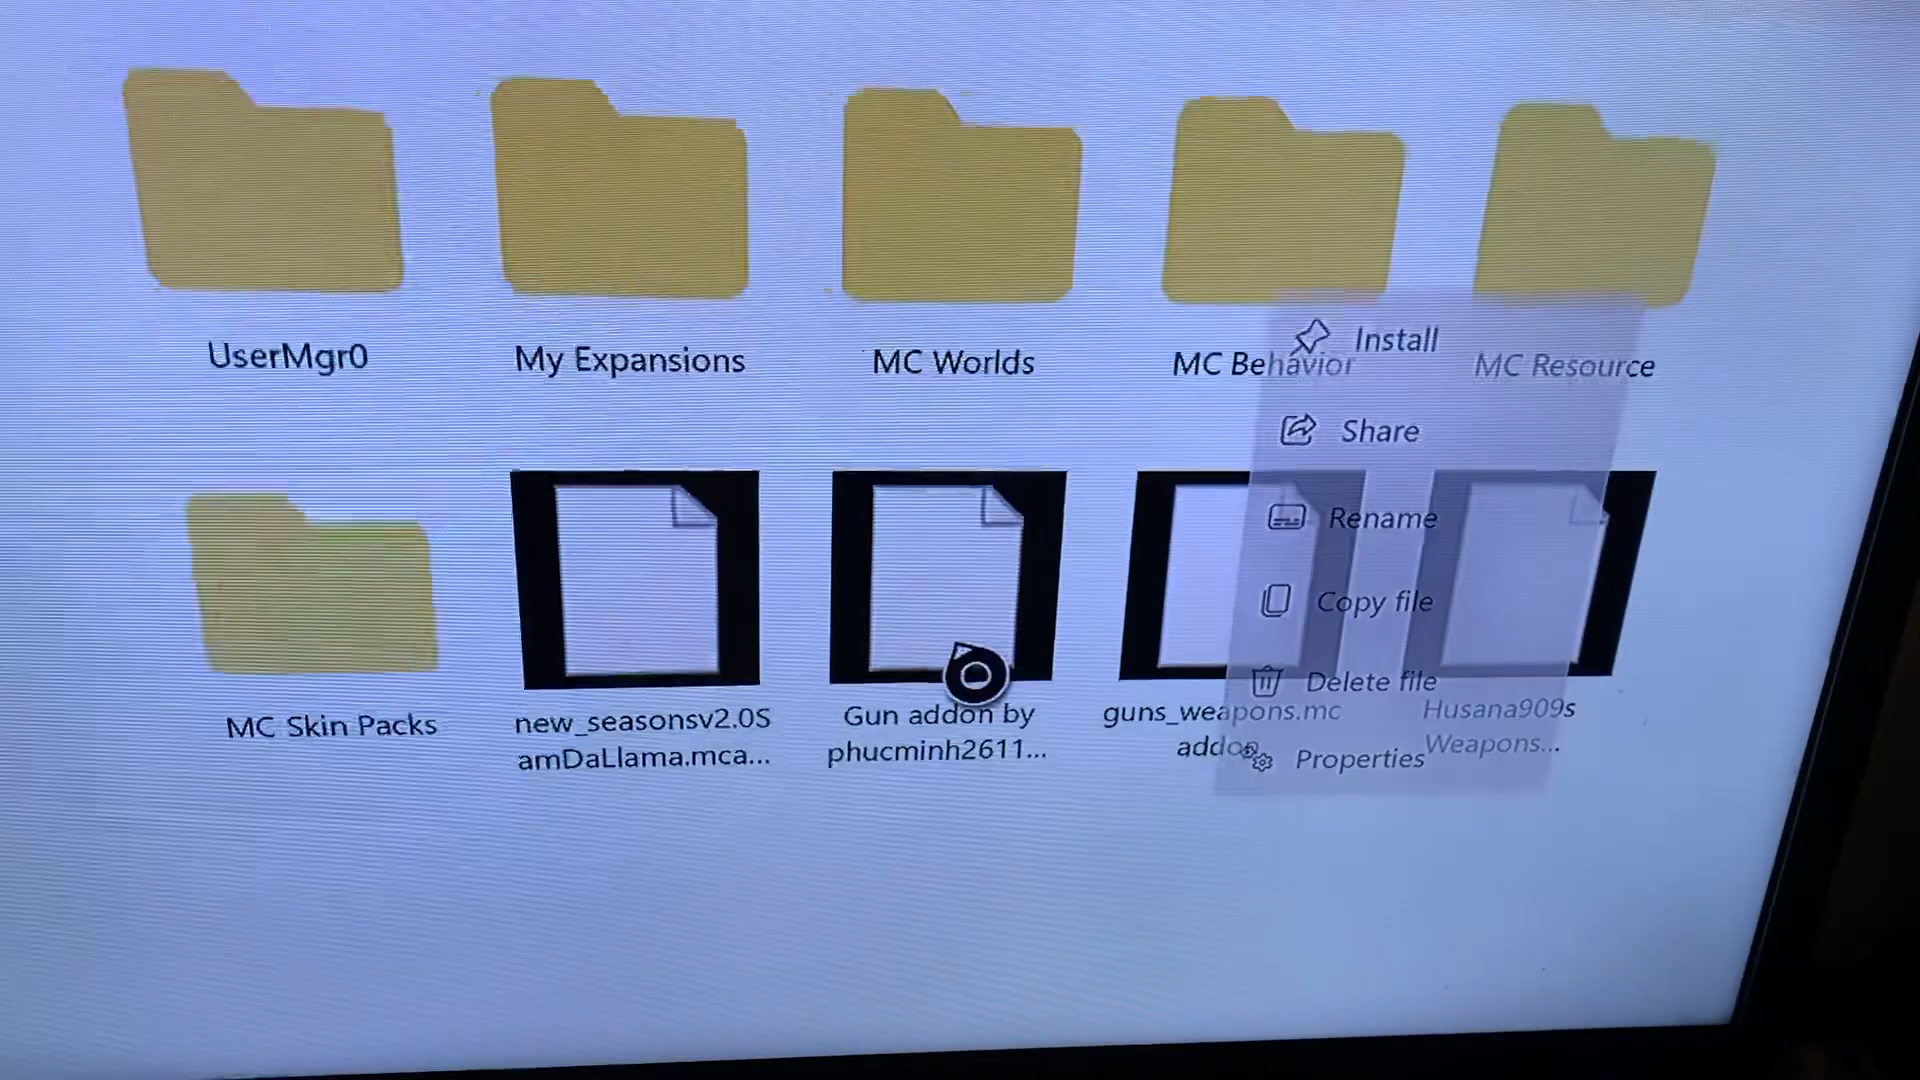 UserMgr0
My Expansions
MC Worlds
MC Behavior
MC Resource
Install
Share
Rename
Copy file
Delete file
Properties
MC Skin Packs
new_seasonsv2.0S
amDaLlama.mca...
Gun addon by
phucminh2611...
guns_weapons.mc
addon
Husana909s
Weapons...